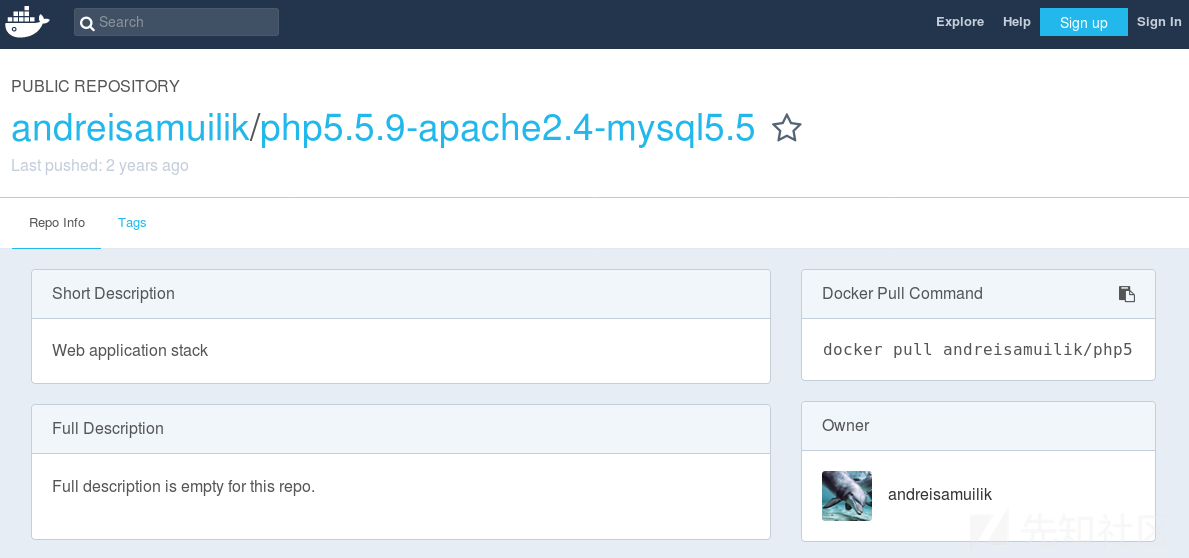 Search
Explore
Help
Sign up
Sign In
PUBLIC REPOSITORY
andreisamuilik/php5.5.9-apache2.4-mysql5.5
Last pushed: 2 years ago
Repo Info
Tags
Short Description
Web application stack
Full Description
Full description is empty for this repo.
Docker Pull Command
docker pull andreisamuilik/php5
Owner
andreisamuilik
先知社区